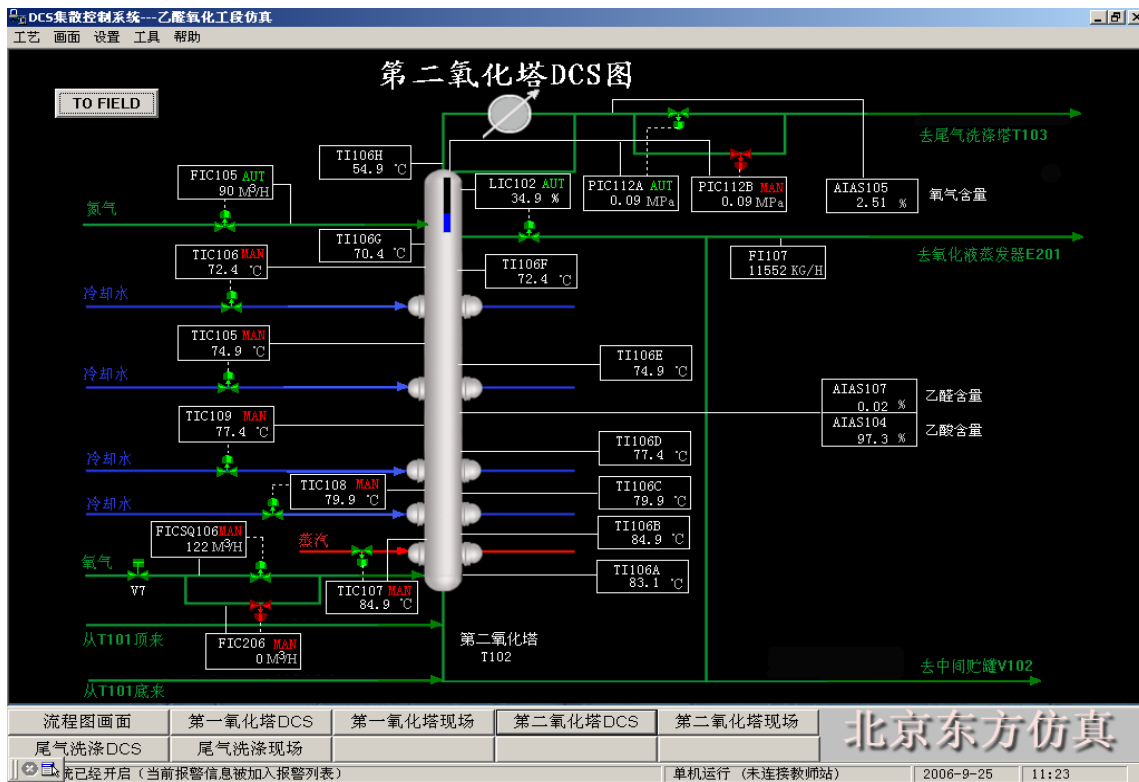 DCS集散控制系统---乙醛氧化工段仿真
工艺 画面 设置 工具 帮助
第二氧化塔DCS图
TO FIELD
去尾气洗涤塔T103
TI106H
54.9 ℃
FIC105 AUT
90 M³/H
LIC102 AUT
34.9 %
PIC112A AUT
0.09 MPa
PIC112B MAN
0.09 MPa
AIAS105
2.51 %
氧气含量
氮气
TI106G
70.4 ℃
TIC106 MAN
72.4 ℃
TI106F
72.4 ℃
FI107
11552 KG/H
去氧化液蒸发器E201
冷却水
TIC105 MAN
74.9 ℃
TI106E
74.9 ℃
冷却水
AIAS107
0.02 %
乙醛含量
AIAS104
97.3 %
乙酸含量
TIC109 MAN
77.4 ℃
TI106D
77.4 ℃
冷却水
TIC108 MAN
79.9 ℃
TI106C
79.9 ℃
冷却水
FICSQ106MAN
122 M³/H
蒸汽
TI106B
84.9 ℃
氧气
V7
TIC107 MAN
84.9 ℃
TI106A
83.1 ℃
从T101顶来
FIC206 MAN
0 M³/H
第二氧化塔
T102
去中间贮罐V102
从T101底来
流程图画面 第一氧化塔DCS 第一氧化塔现场 第二氧化塔DCS 第二氧化塔现场
尾气洗涤DCS 尾气洗涤现场
北京东方仿真
统已经开启（当前报警信息被加入报警列表） 单机运行（未连接教师站） 2006-9-25 11:23